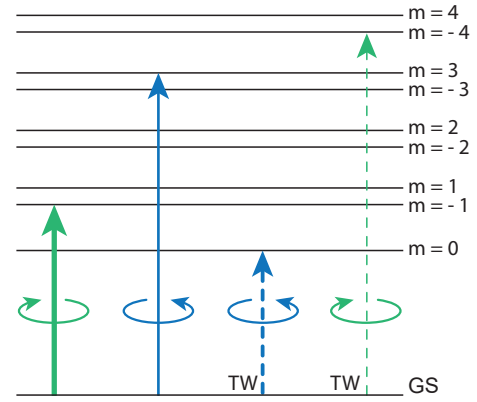 m = 4
m = - 4
m = 3
m = - 3
m = 2
m = - 2
m = 1
m = - 1
m = 0
TW
TW
GS